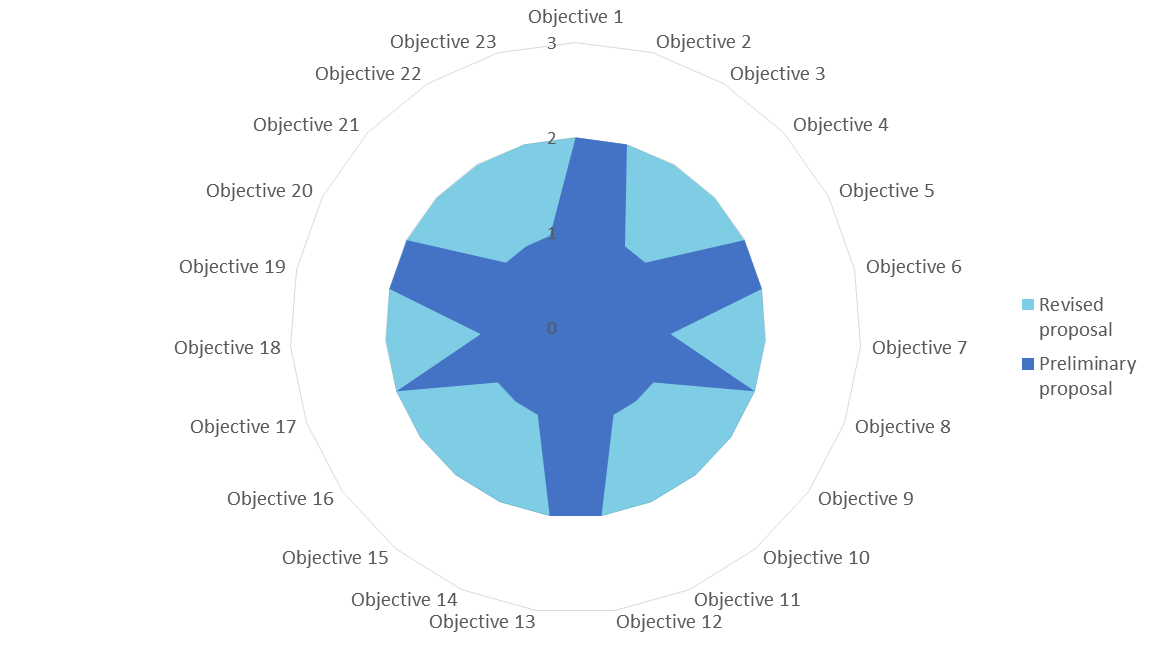 Objective 1
Objective 2
Objective 3
Objective 4
Objective 5
Objective 6
Objective 7
Objective 8
Objective 9
Objective 10
Objective 11
Objective 12
Objective 13
Objective 14
Objective 15
Objective 16
Objective 17
Objective 18
Objective 19
Objective 20
Objective 21
Objective 22
Objective 23
3
2
1
0
Revised
proposal
Preliminary
proposal